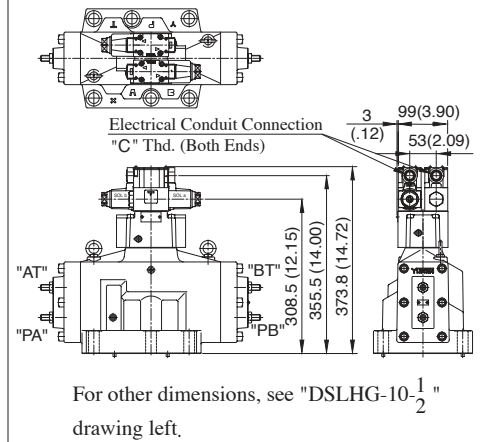 T P Y
X A B
3
(.12)
99(3.90)
53(2.09)
Electrical Conduit Connection
"C" Thd. (Both Ends)
SOL b SOL a
"AT"
"BT"
"PA"
"PB"
308.5 (12.15)
355.5 (14.00)
373.8 (14.72)
YUKEN
For other dimensions, see "DSLHG-10-1/2"
drawing left.